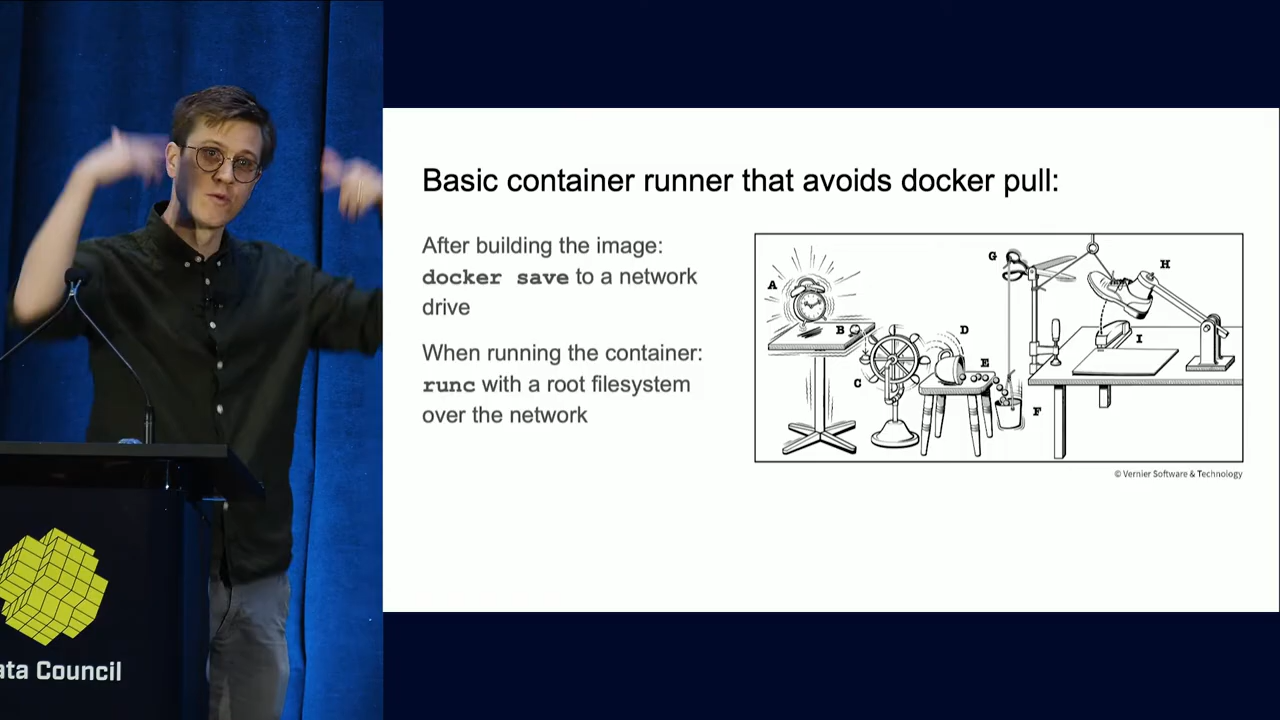 Basic container runner that avoids docker pull:
After building the image:
docker save to a network
drive
When running the container:
runc with a root filesystem
over the network
A
B
C
D
E
F
G
H
I
© Vernier Software & Technology
ata Council